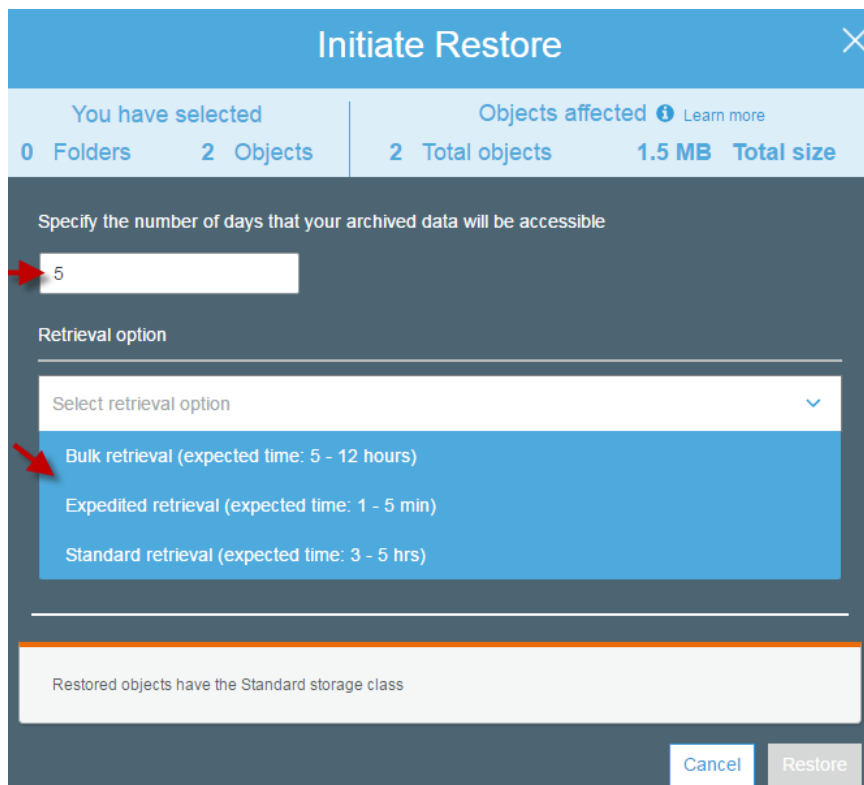 Initiate Restore
You have selected
0 Folders 2 Objects
Objects affected Learn more
2 Total objects 1.5 MB Total size
Specify the number of days that your archived data will be accessible
5
Retrieval option
Select retrieval option
Bulk retrieval (expected time: 5 - 12 hours)
Expedited retrieval (expected time: 1 - 5 min)
Standard retrieval (expected time: 3 - 5 hrs)
Restored objects have the Standard storage class
Cancel Restore